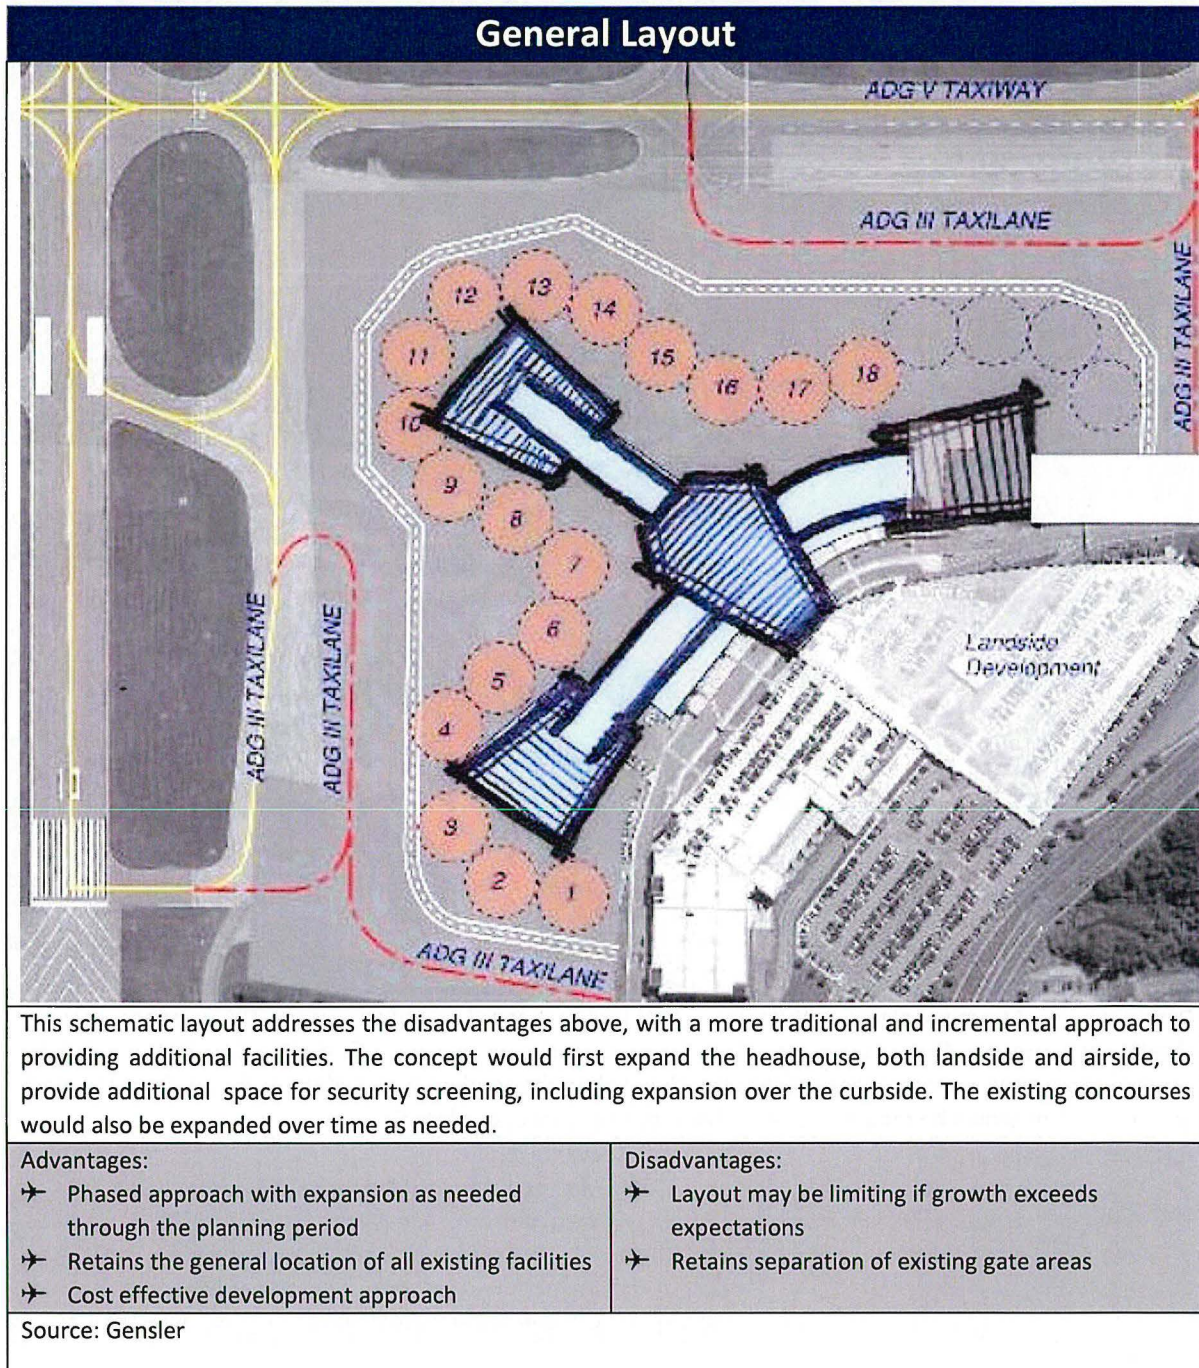 General Layout
ADG V TAXIWAY
ADG III TAXILANE
ADG III TAXILANE
12
13
14
11
15
16
17
18
10
9
8
7
6
5
4
3
2
1
ADG III TAXILANE
ADG III TAXILANE
Landside
Development
ADG III TAXILANE
This schematic layout addresses the disadvantages above, with a more traditional and incremental approach to
providing additional facilities. The concept would first expand the headhouse, both landside and airside, to
provide additional space for security screening, including expansion over the curbside. The existing concourses
would also be expanded over time as needed.
Advantages:
Phased approach with expansion as needed
through the planning period
Retains the general location of all existing facilities
Cost effective development approach
Disadvantages:
Layout may be limiting if growth exceeds
expectations
Retains separation of existing gate areas
Source: Gensler